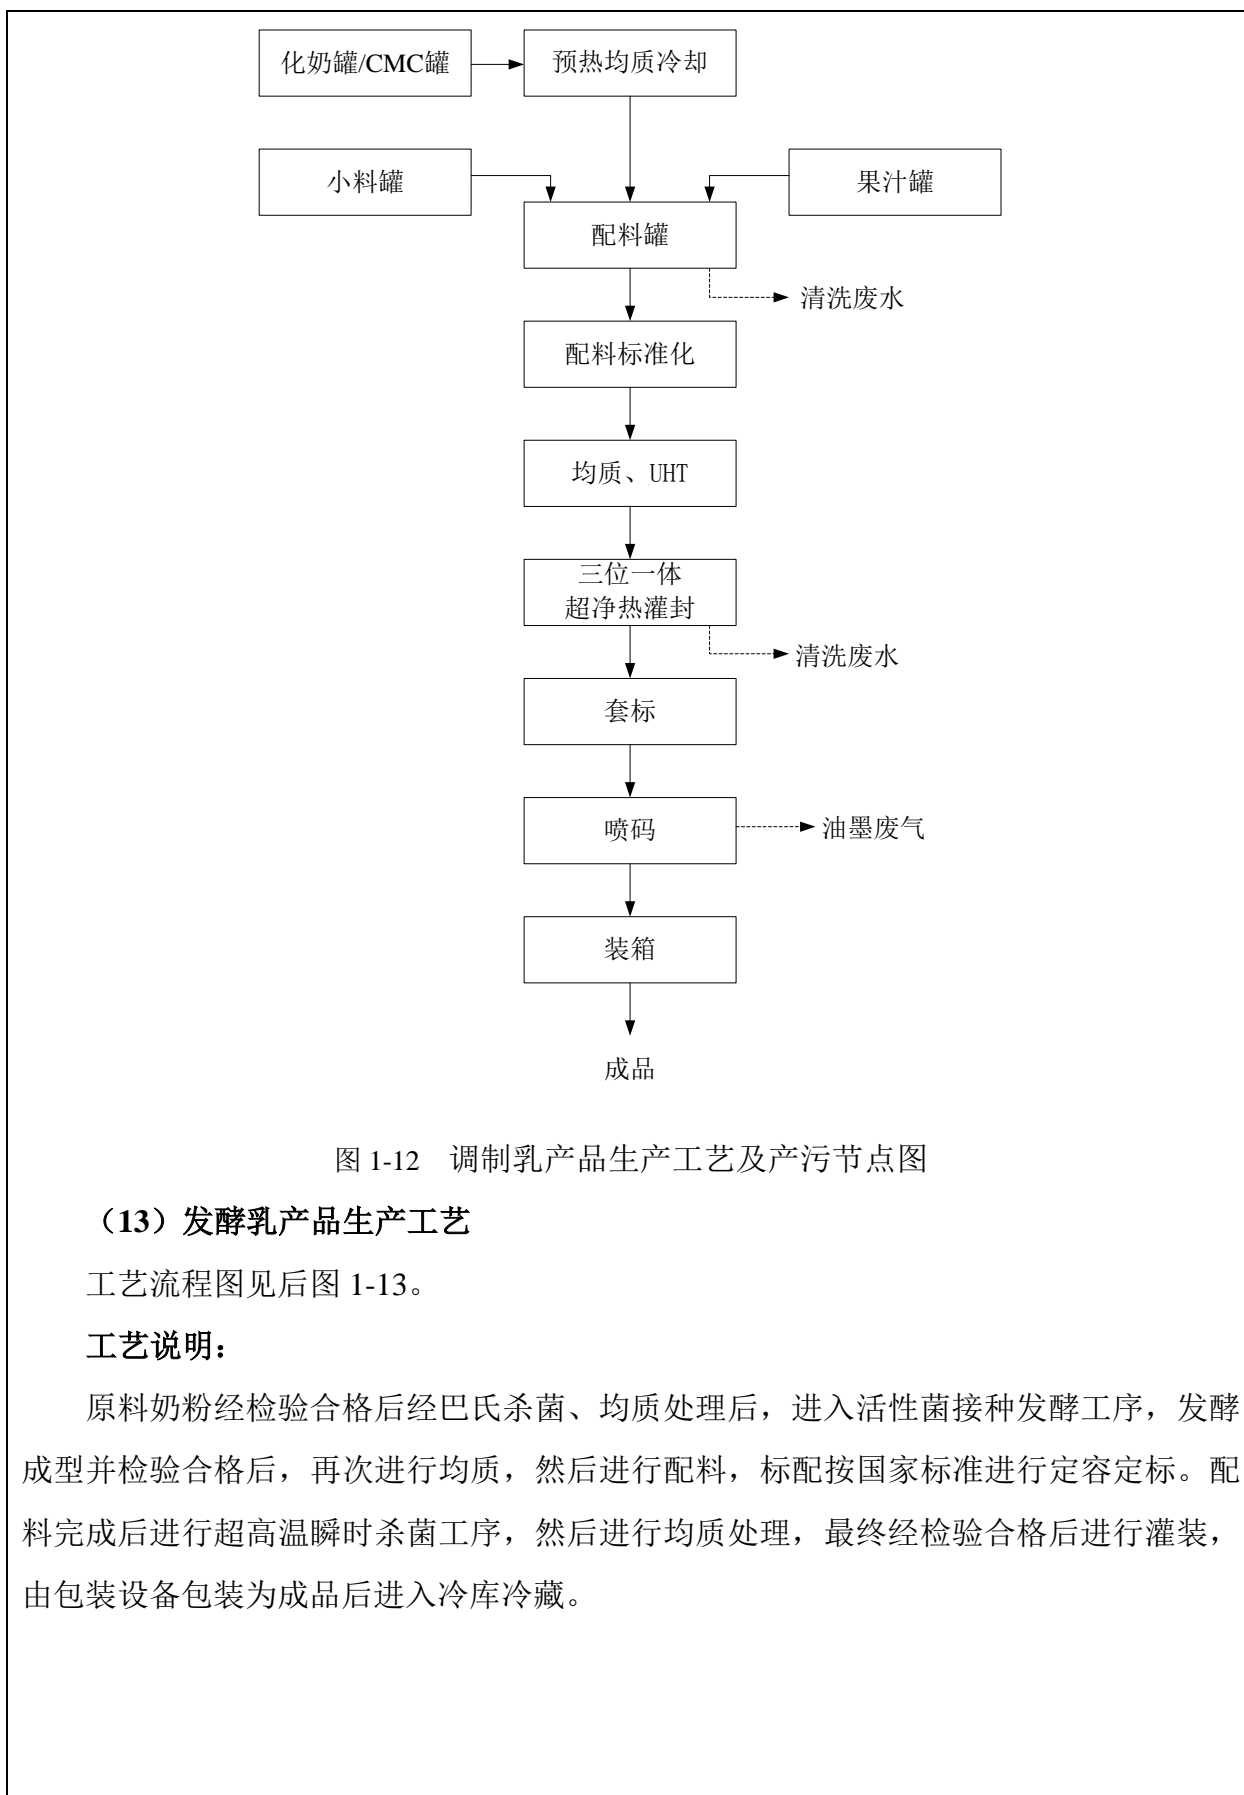 化奶罐/CMC罐
预热均质冷却
小料罐
果汁罐
配料罐
清洗废水
配料标准化
均质、UHT
三位一体
超净热灌封
清洗废水
套标
喷码
油墨废气
装箱
成品
图 1-12 调制乳产品生产工艺及产污节点图
（13）发酵乳产品生产工艺
工艺流程图见后图 1-13。
工艺说明：
原料奶粉经检验合格后经巴氏杀菌、均质处理后，进入活性菌接种发酵工序，发酵
成型并检验合格后，再次进行均质，然后进行配料，标配按国家标准进行定容定标。配
料完成后进行超高温瞬时杀菌工序，然后进行均质处理，最终经检验合格后进行灌装，
由包装设备包装为成品后进入冷库冷藏。